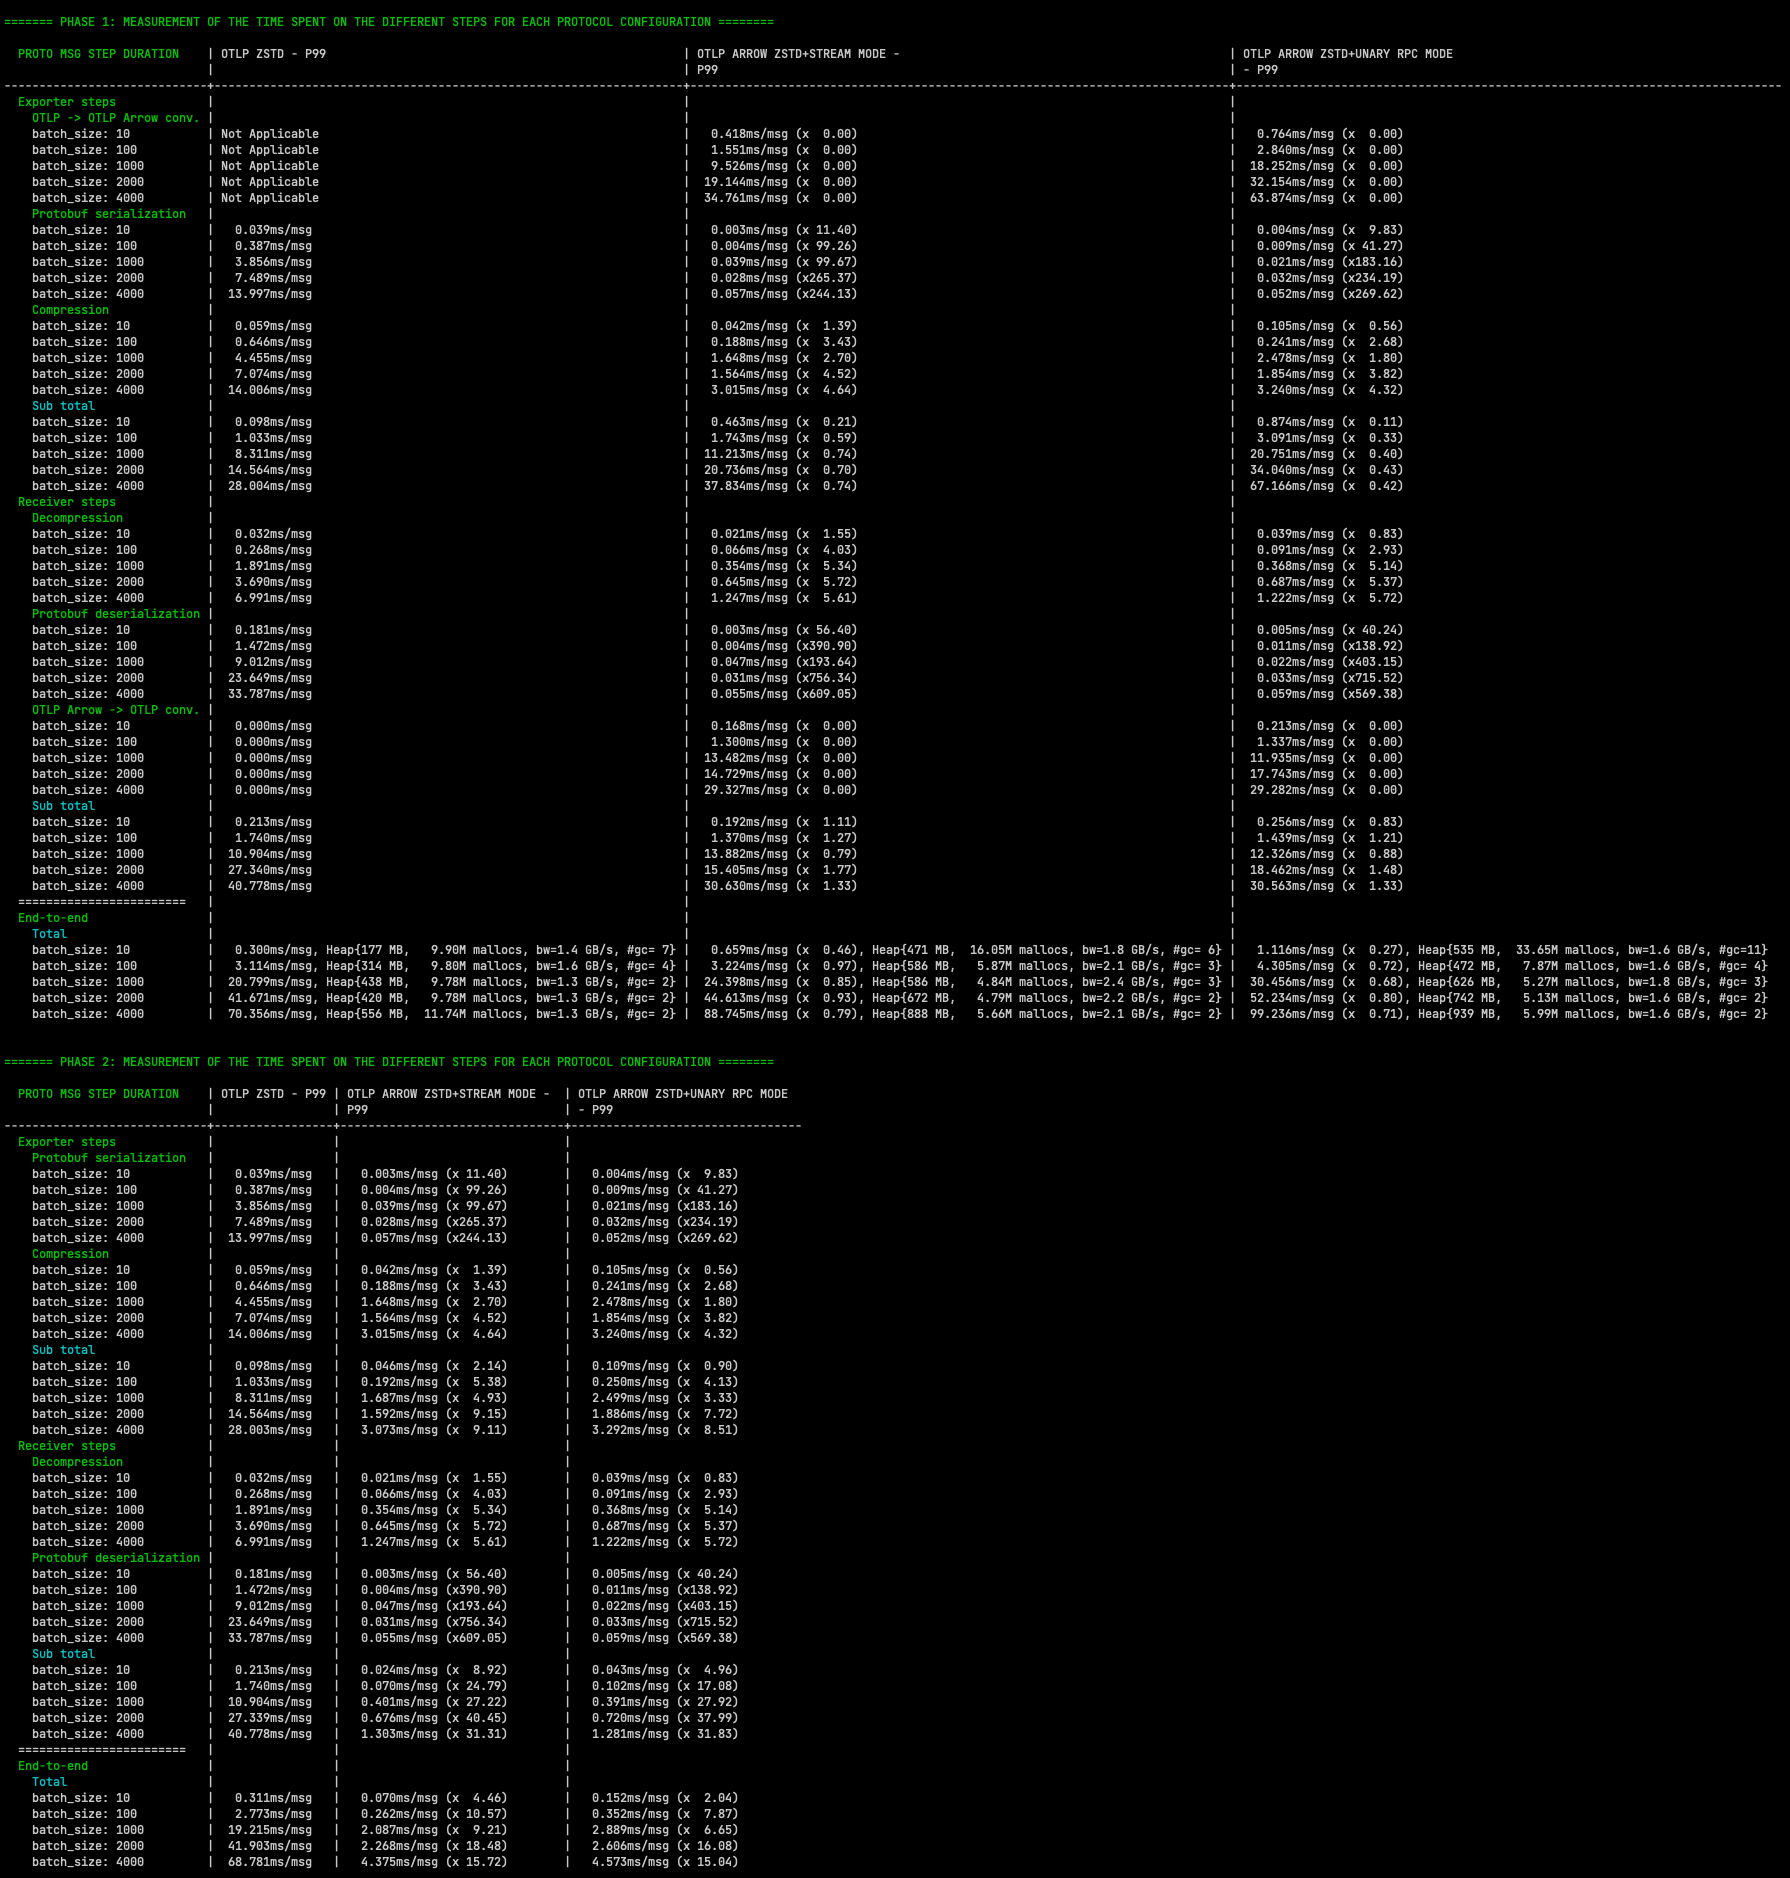 ======= PHASE 1: MEASUREMENT OF THE TIME SPENT ON THE DIFFERENT STEPS FOR EACH PROTOCOL CONFIGURATION ========
PROTO MSG STEP DURATION | OTLP ZSTD - P99 | OTLP ARROW ZSTD+STREAM MODE - | OTLP ARROW ZSTD+UNARY RPC MODE
| | P99 | - P99
-----------------------------+-------------------------------------------------------------------+-----------------------------------------------------------------------------+------------------------------------------------------------------------------
Exporter steps | | |
OTLP -> OTLP Arrow conv. | | |
batch_size: 10 | Not Applicable | 0.418ms/msg (x 0.00) | 0.764ms/msg (x 0.00)
batch_size: 100 | Not Applicable | 1.551ms/msg (x 0.00) | 2.840ms/msg (x 0.00)
batch_size: 1000 | Not Applicable | 9.526ms/msg (x 0.00) | 18.252ms/msg (x 0.00)
batch_size: 2000 | Not Applicable | 19.144ms/msg (x 0.00) | 32.154ms/msg (x 0.00)
batch_size: 4000 | Not Applicable | 34.761ms/msg (x 0.00) | 63.874ms/msg (x 0.00)
Protobuf serialization | | |
batch_size: 10 | 0.039ms/msg | 0.003ms/msg (x 11.40) | 0.004ms/msg (x 9.83)
batch_size: 100 | 0.387ms/msg | 0.004ms/msg (x 99.26) | 0.009ms/msg (x 41.27)
batch_size: 1000 | 3.856ms/msg | 0.039ms/msg (x 99.67) | 0.021ms/msg (x183.16)
batch_size: 2000 | 7.489ms/msg | 0.028ms/msg (x265.37) | 0.032ms/msg (x234.19)
batch_size: 4000 | 13.997ms/msg | 0.057ms/msg (x244.13) | 0.052ms/msg (x269.62)
Compression | | |
batch_size: 10 | 0.059ms/msg | 0.042ms/msg (x 1.39) | 0.105ms/msg (x 0.56)
batch_size: 100 | 0.646ms/msg | 0.188ms/msg (x 3.43) | 0.241ms/msg (x 2.68)
batch_size: 1000 | 4.455ms/msg | 1.648ms/msg (x 2.70) | 2.478ms/msg (x 1.80)
batch_size: 2000 | 7.074ms/msg | 1.564ms/msg (x 4.52) | 1.854ms/msg (x 3.82)
batch_size: 4000 | 14.006ms/msg | 3.015ms/msg (x 4.64) | 3.240ms/msg (x 4.32)
Sub total | | |
batch_size: 10 | 0.098ms/msg | 0.463ms/msg (x 0.21) | 0.874ms/msg (x 0.11)
batch_size: 100 | 1.033ms/msg | 1.743ms/msg (x 0.59) | 3.091ms/msg (x 0.33)
batch_size: 1000 | 8.311ms/msg | 11.213ms/msg (x 0.74) | 20.751ms/msg (x 0.40)
batch_size: 2000 | 14.564ms/msg | 20.736ms/msg (x 0.70) | 34.040ms/msg (x 0.43)
batch_size: 4000 | 28.004ms/msg | 37.834ms/msg (x 0.74) | 67.166ms/msg (x 0.42)
Receiver steps | | |
Decompression | | |
batch_size: 10 | 0.032ms/msg | 0.021ms/msg (x 1.55) | 0.039ms/msg (x 0.83)
batch_size: 100 | 0.268ms/msg | 0.066ms/msg (x 4.03) | 0.091ms/msg (x 2.93)
batch_size: 1000 | 1.891ms/msg | 0.354ms/msg (x 5.34) | 0.368ms/msg (x 5.14)
batch_size: 2000 | 3.690ms/msg | 0.645ms/msg (x 5.72) | 0.687ms/msg (x 5.37)
batch_size: 4000 | 6.991ms/msg | 1.247ms/msg (x 5.61) | 1.222ms/msg (x 5.72)
Protobuf deserialization | | |
batch_size: 10 | 0.181ms/msg | 0.003ms/msg (x 56.40) | 0.005ms/msg (x 40.24)
batch_size: 100 | 1.472ms/msg | 0.004ms/msg (x390.90) | 0.011ms/msg (x138.92)
batch_size: 1000 | 9.012ms/msg | 0.047ms/msg (x193.64) | 0.022ms/msg (x403.15)
batch_size: 2000 | 23.649ms/msg | 0.031ms/msg (x756.34) | 0.033ms/msg (x715.52)
batch_size: 4000 | 33.787ms/msg | 0.055ms/msg (x609.05) | 0.059ms/msg (x569.38)
OTLP Arrow -> OTLP conv. | | |
batch_size: 10 | 0.000ms/msg | 0.168ms/msg (x 0.00) | 0.213ms/msg (x 0.00)
batch_size: 100 | 0.000ms/msg | 1.300ms/msg (x 0.00) | 1.337ms/msg (x 0.00)
batch_size: 1000 | 0.000ms/msg | 13.482ms/msg (x 0.00) | 11.935ms/msg (x 0.00)
batch_size: 2000 | 0.000ms/msg | 14.729ms/msg (x 0.00) | 17.743ms/msg (x 0.00)
batch_size: 4000 | 0.000ms/msg | 29.327ms/msg (x 0.00) | 29.282ms/msg (x 0.00)
Sub total | | |
batch_size: 10 | 0.213ms/msg | 0.192ms/msg (x 1.11) | 0.256ms/msg (x 0.83)
batch_size: 100 | 1.740ms/msg | 1.370ms/msg (x 1.27) | 1.439ms/msg (x 1.21)
batch_size: 1000 | 10.904ms/msg | 13.882ms/msg (x 0.79) | 12.326ms/msg (x 0.88)
batch_size: 2000 | 27.340ms/msg | 15.405ms/msg (x 1.77) | 18.462ms/msg (x 1.48)
batch_size: 4000 | 40.778ms/msg | 30.630ms/msg (x 1.33) | 30.563ms/msg (x 1.33)
======================== | | |
End-to-end | | |
Total | | |
batch_size: 10 | 0.300ms/msg, Heap{177 MB, 9.90M mallocs, bw=1.4 GB/s, #gc= 7} | 0.659ms/msg (x 0.46), Heap{471 MB, 16.05M mallocs, bw=1.8 GB/s, #gc= 6} | 1.116ms/msg (x 0.27), Heap{535 MB, 33.65M mallocs, bw=1.6 GB/s, #gc=11}
batch_size: 100 | 3.114ms/msg, Heap{314 MB, 9.80M mallocs, bw=1.6 GB/s, #gc= 4} | 3.224ms/msg (x 0.97), Heap{586 MB, 5.87M mallocs, bw=2.1 GB/s, #gc= 3} | 4.305ms/msg (x 0.72), Heap{472 MB, 7.87M mallocs, bw=1.6 GB/s, #gc= 4}
batch_size: 1000 | 20.799ms/msg, Heap{438 MB, 9.78M mallocs, bw=1.3 GB/s, #gc= 2} | 24.398ms/msg (x 0.85), Heap{586 MB, 4.84M mallocs, bw=2.4 GB/s, #gc= 3} | 30.456ms/msg (x 0.68), Heap{626 MB, 5.27M mallocs, bw=1.8 GB/s, #gc= 3}
batch_size: 2000 | 41.671ms/msg, Heap{420 MB, 9.78M mallocs, bw=1.3 GB/s, #gc= 2} | 44.613ms/msg (x 0.93), Heap{672 MB, 4.79M mallocs, bw=2.2 GB/s, #gc= 2} | 52.234ms/msg (x 0.80), Heap{742 MB, 5.13M mallocs, bw=1.6 GB/s, #gc= 2}
batch_size: 4000 | 70.356ms/msg, Heap{556 MB, 11.74M mallocs, bw=1.3 GB/s, #gc= 2} | 88.745ms/msg (x 0.79), Heap{888 MB, 5.66M mallocs, bw=2.1 GB/s, #gc= 2} | 99.236ms/msg (x 0.71), Heap{939 MB, 5.99M mallocs, bw=1.6 GB/s, #gc= 2}
======= PHASE 2: MEASUREMENT OF THE TIME SPENT ON THE DIFFERENT STEPS FOR EACH PROTOCOL CONFIGURATION ========
PROTO MSG STEP DURATION | OTLP ZSTD - P99 | OTLP ARROW ZSTD+STREAM MODE - | OTLP ARROW ZSTD+UNARY RPC MODE
| | P99 | - P99
-----------------------------+-----------------+--------------------------------+---------------------------------
Exporter steps | | |
Protobuf serialization | | |
batch_size: 10 | 0.039ms/msg | 0.003ms/msg (x 11.40) | 0.004ms/msg (x 9.83)
batch_size: 100 | 0.387ms/msg | 0.004ms/msg (x 99.26) | 0.009ms/msg (x 41.27)
batch_size: 1000 | 3.856ms/msg | 0.039ms/msg (x 99.67) | 0.021ms/msg (x183.16)
batch_size: 2000 | 7.489ms/msg | 0.028ms/msg (x265.37) | 0.032ms/msg (x234.19)
batch_size: 4000 | 13.997ms/msg | 0.057ms/msg (x244.13) | 0.052ms/msg (x269.62)
Compression | | |
batch_size: 10 | 0.059ms/msg | 0.042ms/msg (x 1.39) | 0.105ms/msg (x 0.56)
batch_size: 100 | 0.646ms/msg | 0.188ms/msg (x 3.43) | 0.241ms/msg (x 2.68)
batch_size: 1000 | 4.455ms/msg | 1.648ms/msg (x 2.70) | 2.478ms/msg (x 1.80)
batch_size: 2000 | 7.074ms/msg | 1.564ms/msg (x 4.52) | 1.854ms/msg (x 3.82)
batch_size: 4000 | 14.006ms/msg | 3.015ms/msg (x 4.64) | 3.240ms/msg (x 4.32)
Sub total | | |
batch_size: 10 | 0.098ms/msg | 0.046ms/msg (x 2.14) | 0.109ms/msg (x 0.90)
batch_size: 100 | 1.033ms/msg | 0.192ms/msg (x 5.38) | 0.250ms/msg (x 4.13)
batch_size: 1000 | 8.311ms/msg | 1.687ms/msg (x 4.93) | 2.499ms/msg (x 3.33)
batch_size: 2000 | 14.564ms/msg | 1.592ms/msg (x 9.15) | 1.886ms/msg (x 7.72)
batch_size: 4000 | 28.003ms/msg | 3.073ms/msg (x 9.11) | 3.292ms/msg (x 8.51)
Receiver steps | | |
Decompression | | |
batch_size: 10 | 0.032ms/msg | 0.021ms/msg (x 1.55) | 0.039ms/msg (x 0.83)
batch_size: 100 | 0.268ms/msg | 0.066ms/msg (x 4.03) | 0.091ms/msg (x 2.93)
batch_size: 1000 | 1.891ms/msg | 0.354ms/msg (x 5.34) | 0.368ms/msg (x 5.14)
batch_size: 2000 | 3.690ms/msg | 0.645ms/msg (x 5.72) | 0.687ms/msg (x 5.37)
batch_size: 4000 | 6.991ms/msg | 1.247ms/msg (x 5.61) | 1.222ms/msg (x 5.72)
Protobuf deserialization | | |
batch_size: 10 | 0.181ms/msg | 0.003ms/msg (x 56.40) | 0.005ms/msg (x 40.24)
batch_size: 100 | 1.472ms/msg | 0.004ms/msg (x390.90) | 0.011ms/msg (x138.92)
batch_size: 1000 | 9.012ms/msg | 0.047ms/msg (x193.64) | 0.022ms/msg (x403.15)
batch_size: 2000 | 23.649ms/msg | 0.031ms/msg (x756.34) | 0.033ms/msg (x715.52)
batch_size: 4000 | 33.787ms/msg | 0.055ms/msg (x609.05) | 0.059ms/msg (x569.38)
Sub total | | |
batch_size: 10 | 0.213ms/msg | 0.024ms/msg (x 8.92) | 0.043ms/msg (x 4.96)
batch_size: 100 | 1.740ms/msg | 0.070ms/msg (x 24.79) | 0.102ms/msg (x 17.08)
batch_size: 1000 | 10.904ms/msg | 0.401ms/msg (x 27.22) | 0.391ms/msg (x 27.92)
batch_size: 2000 | 27.339ms/msg | 0.676ms/msg (x 40.45) | 0.720ms/msg (x 37.99)
batch_size: 4000 | 40.778ms/msg | 1.303ms/msg (x 31.31) | 1.281ms/msg (x 31.83)
======================== | | |
End-to-end | | |
Total | | |
batch_size: 10 | 0.311ms/msg | 0.070ms/msg (x 4.46) | 0.152ms/msg (x 2.04)
batch_size: 100 | 2.773ms/msg | 0.262ms/msg (x 10.57) | 0.352ms/msg (x 7.87)
batch_size: 1000 | 19.215ms/msg | 2.087ms/msg (x 9.21) | 2.889ms/msg (x 6.65)
batch_size: 2000 | 41.903ms/msg | 2.268ms/msg (x 18.48) | 2.606ms/msg (x 16.08)
batch_size: 4000 | 68.781ms/msg | 4.375ms/msg (x 15.72) | 4.573ms/msg (x 15.04)